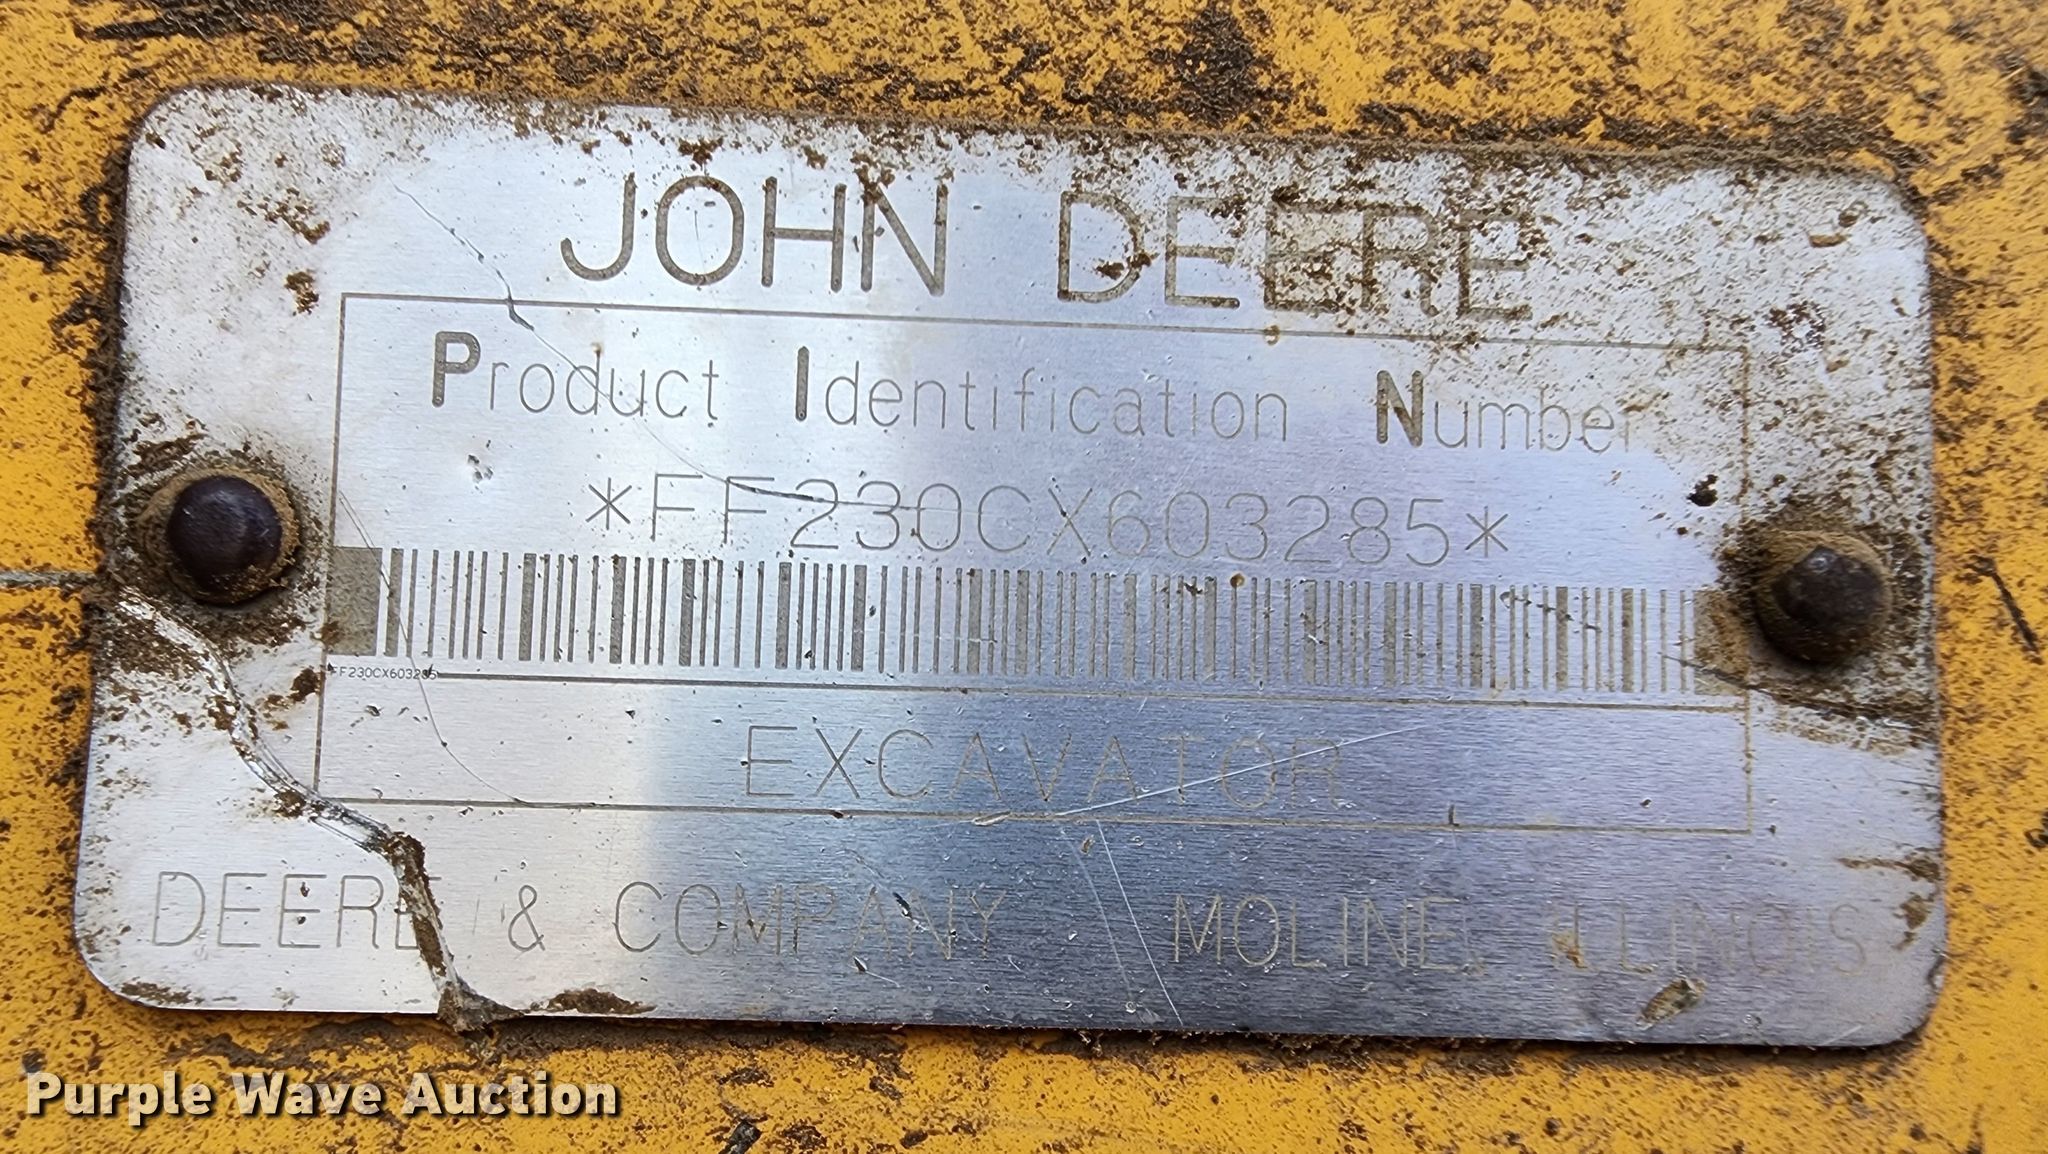 JOHN DEERE
Product Identification Number
*FF230CX603285*
FF230CX603285
EXCAVATOR
DEERE & COMPANY MOLINE, ILLINOIS
Purple Wave Auction